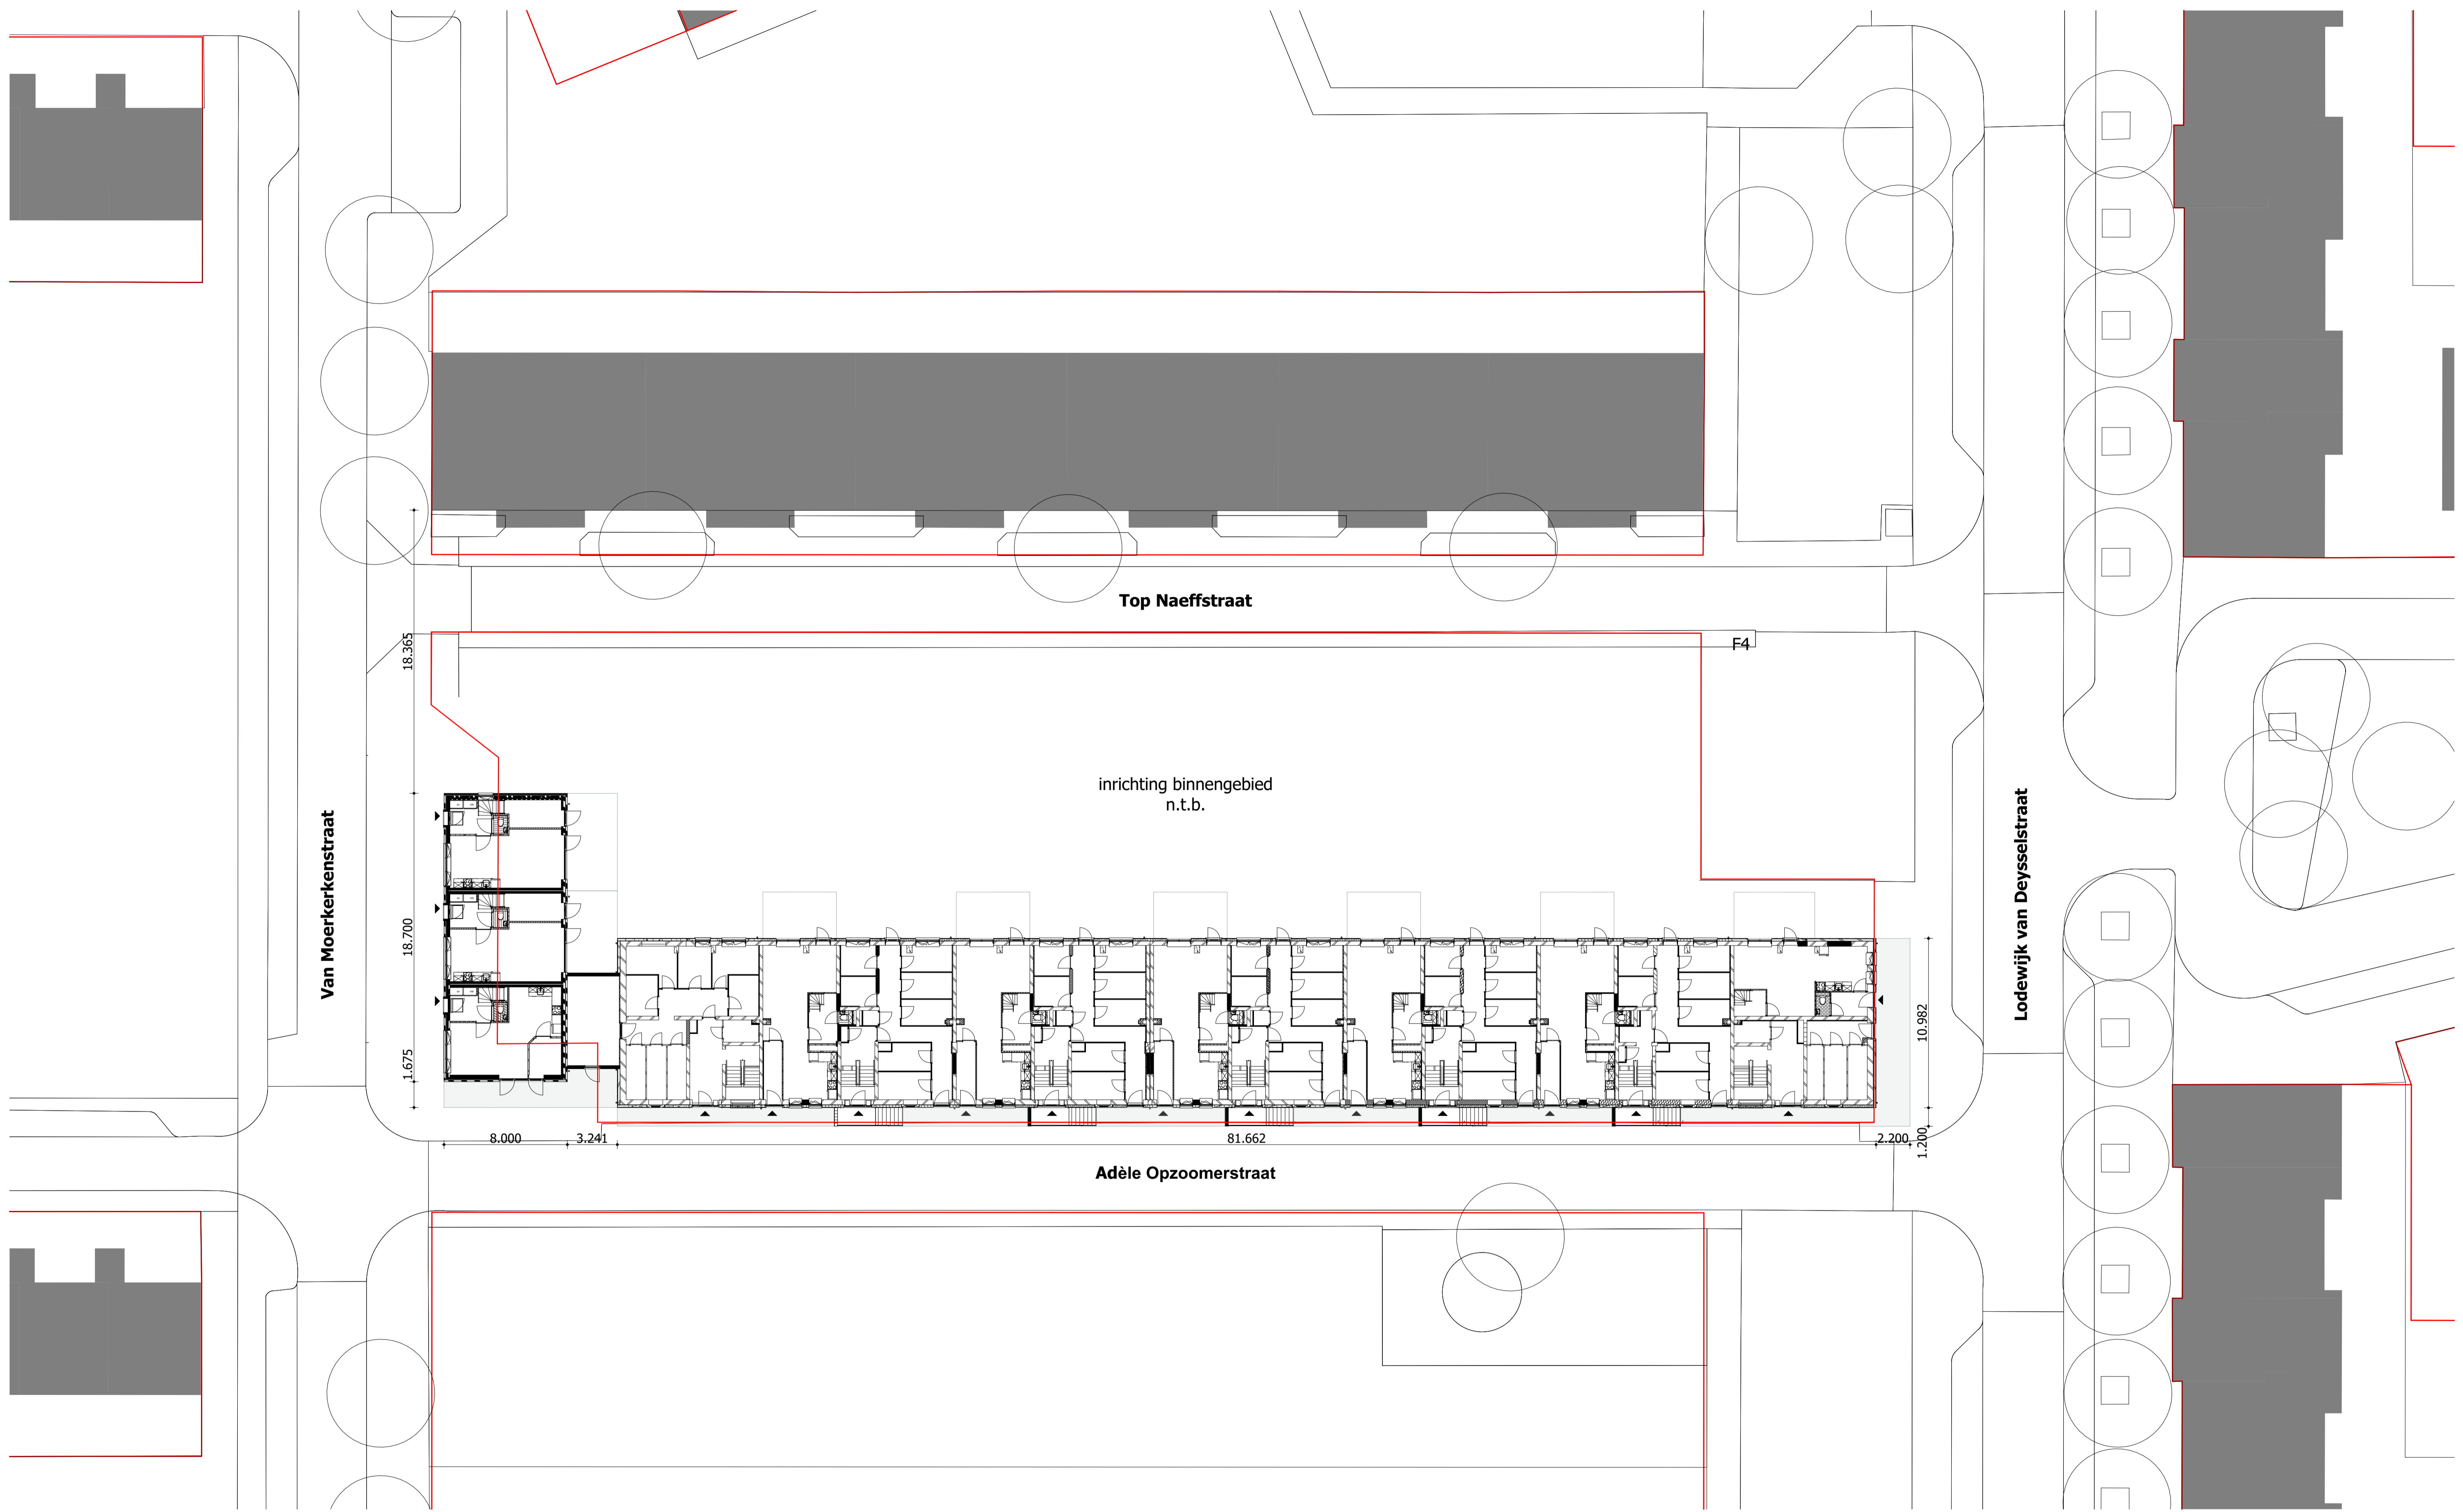 Top Naeffstraat
F4
18.365
inrichting binnengebied
n.t.b.
Van Moerkerkenstraat
Lodewijk van Deysselstraat
18.700
10.982
1.675
8.000
3.241
81.662
2.200
1.200
Adèle Opzoomerstraat